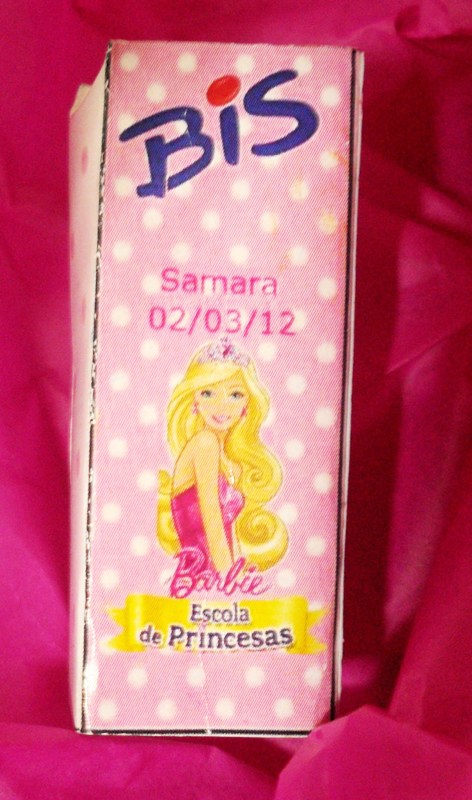 BiS
Samara
02/03/12
Barbie
Escola
de Princesas